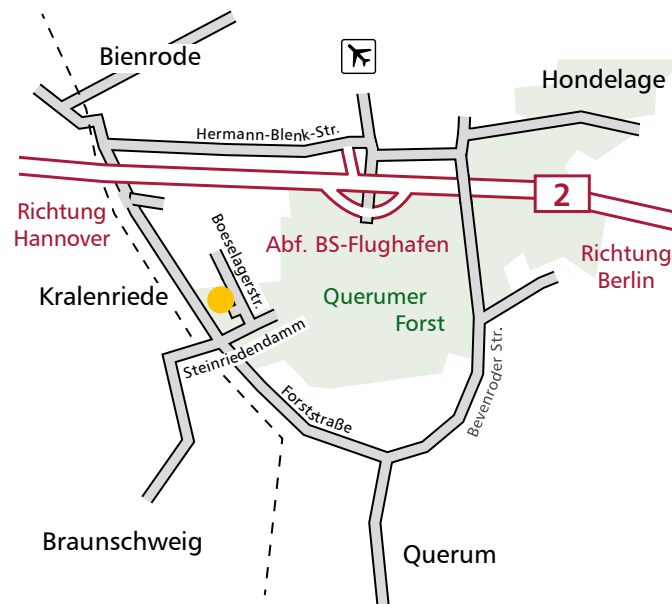 Bienrode
Hondelage
Hermann-Blenk-Str.
2
Richtung
Hannover
Boeselagerstr.
Abf. BS-Flughafen
Richtung
Berlin
Kralenriede
Querumer
Forst
Steinriedendamm
Bevenroder Str.
Forststraße
Braunschweig
Querum